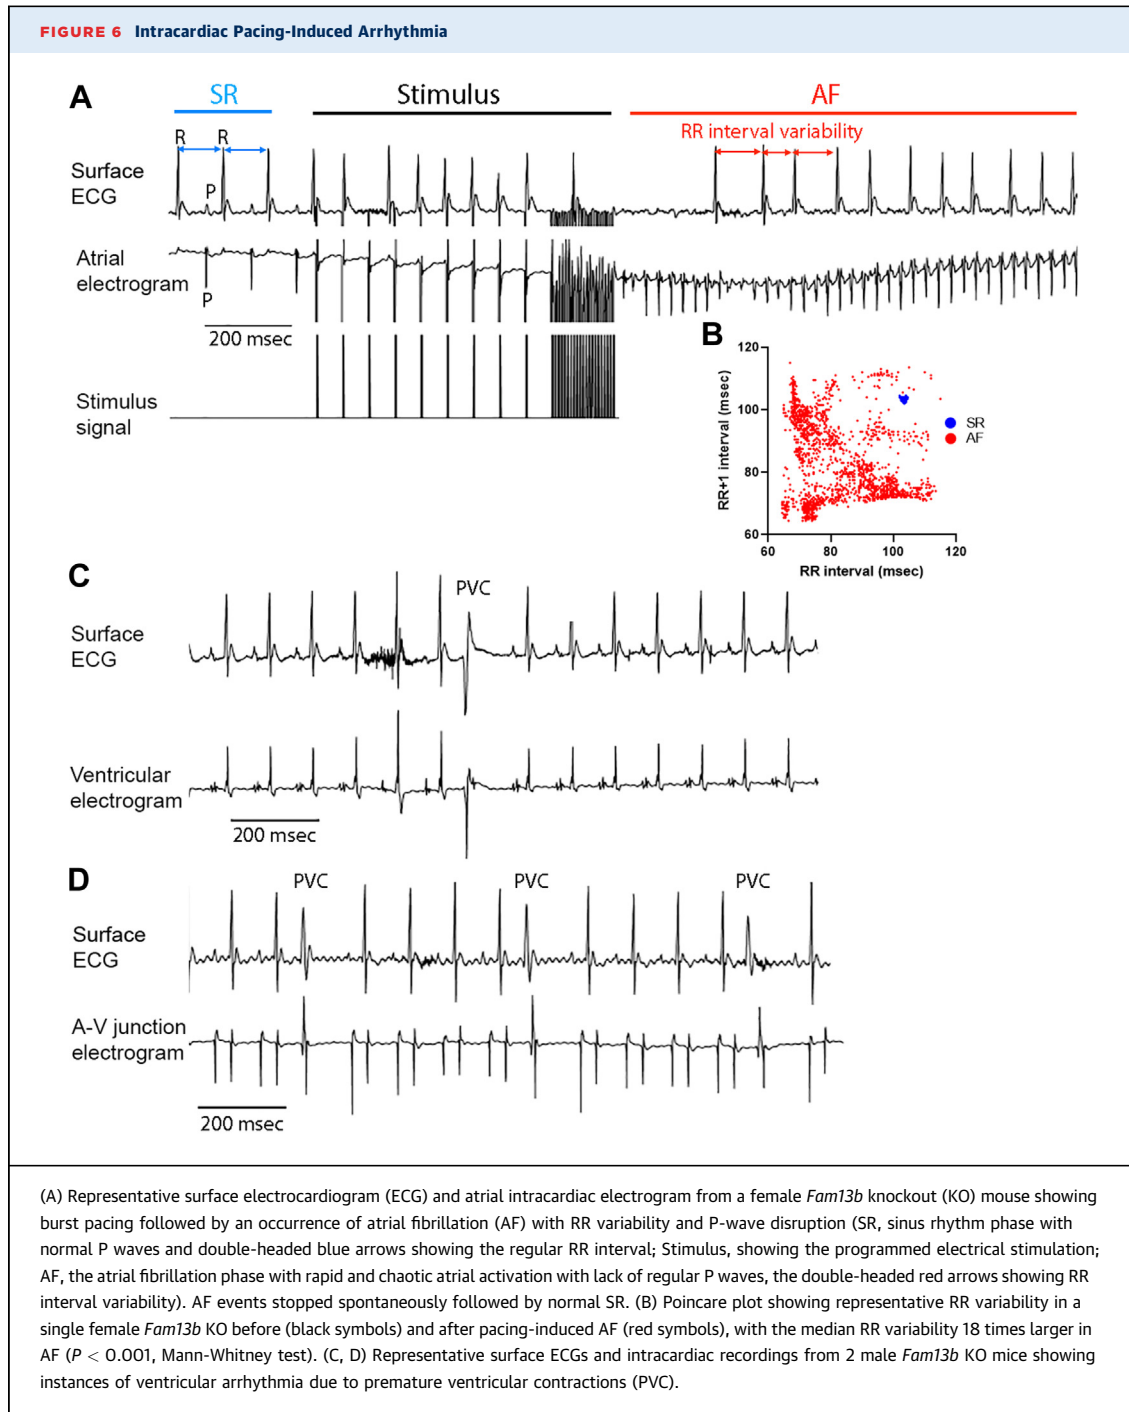 FIGURE 6 Intracardiac Pacing-Induced Arrhythmia
A
SR
Stimulus
AF
RR interval variability
R
R
P
Surface
ECG
Atrial
electrogram
P
200 msec
Stimulus
signal
B
120
100
80
60
60
80
100
120
RR+1 interval (msec)
RR interval (msec)
SR
AF
C
PVC
Surface
ECG
Ventricular
electrogram
200 msec
D
PVC
PVC
PVC
Surface
ECG
A-V junction
electrogram
200 msec
(A) Representative surface electrocardiogram (ECG) and atrial intracardiac electrogram from a female Fam13b knockout (KO) mouse showing
burst pacing followed by an occurrence of atrial fibrillation (AF) with RR variability and P-wave disruption (SR, sinus rhythm phase with
normal P waves and double-headed blue arrows showing the regular RR interval; Stimulus, showing the programmed electrical stimulation;
AF, the atrial fibrillation phase with rapid and chaotic atrial activation with lack of regular P waves, the double-headed red arrows showing RR
interval variability). AF events stopped spontaneously followed by normal SR. (B) Poincare plot showing representative RR variability in a
single female Fam13b KO before (black symbols) and after pacing-induced AF (red symbols), with the median RR variability 18 times larger in
AF (P < 0.001, Mann-Whitney test). (C, D) Representative surface ECGs and intracardiac recordings from 2 male Fam13b KO mice showing
instances of ventricular arrhythmia due to premature ventricular contractions (PVC).